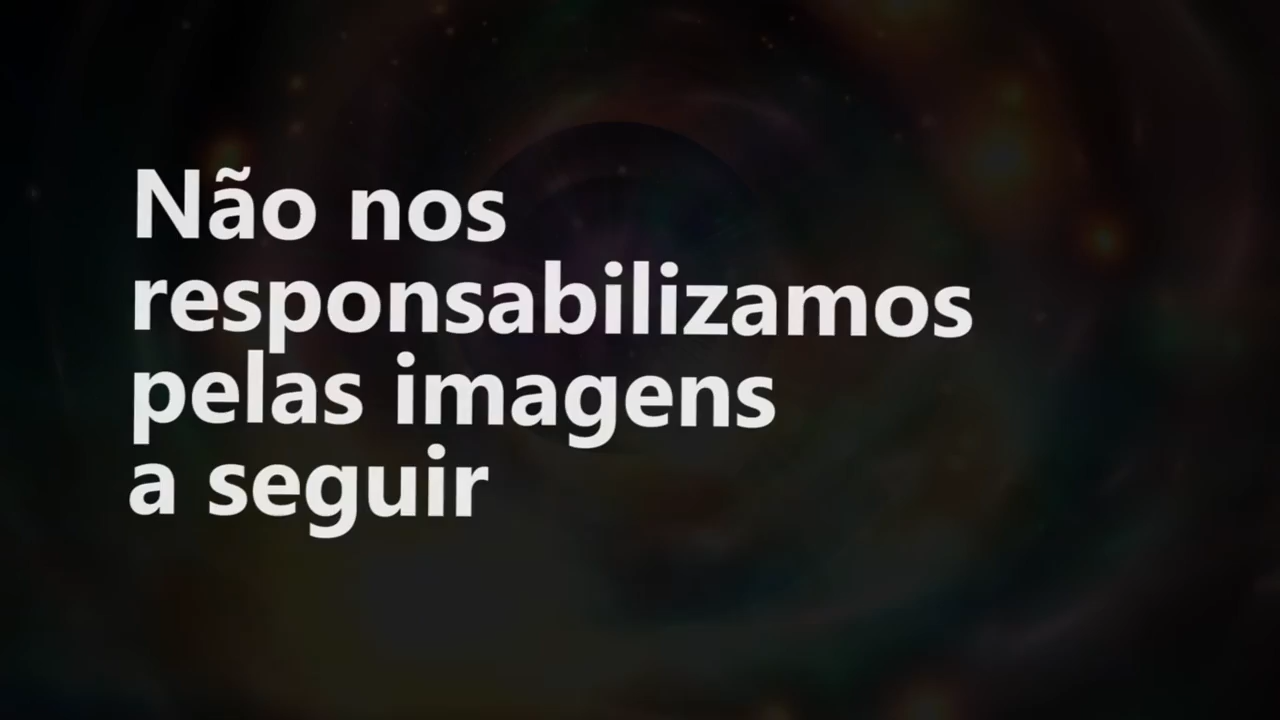 Não nos
responsabilizamos
pelas imagens
a seguir